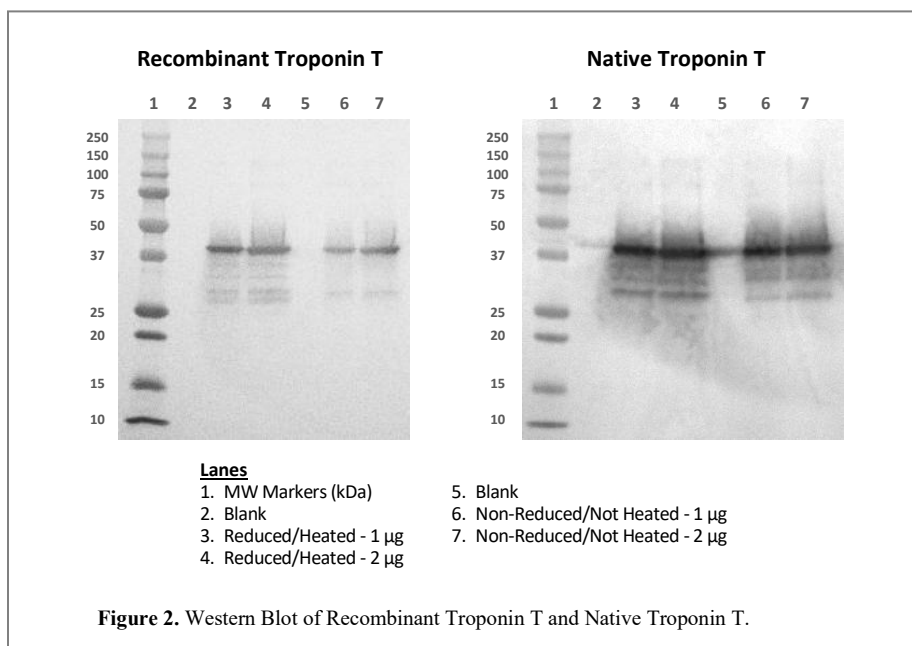 Recombinant Troponin T
Native Troponin T
1 2 3 4 5 6 7
1 2 3 4 5 6 7
250
150
100
75
50
37
25
20
15
10
250
150
100
75
50
37
25
20
15
10
Lanes
1. MW Markers (kDa)
2. Blank
3. Reduced/Heated - 1 µg
4. Reduced/Heated - 2 µg
5. Blank
6. Non-Reduced/Not Heated - 1 µg
7. Non-Reduced/Not Heated - 2 µg
Figure 2. Western Blot of Recombinant Troponin T and Native Troponin T.